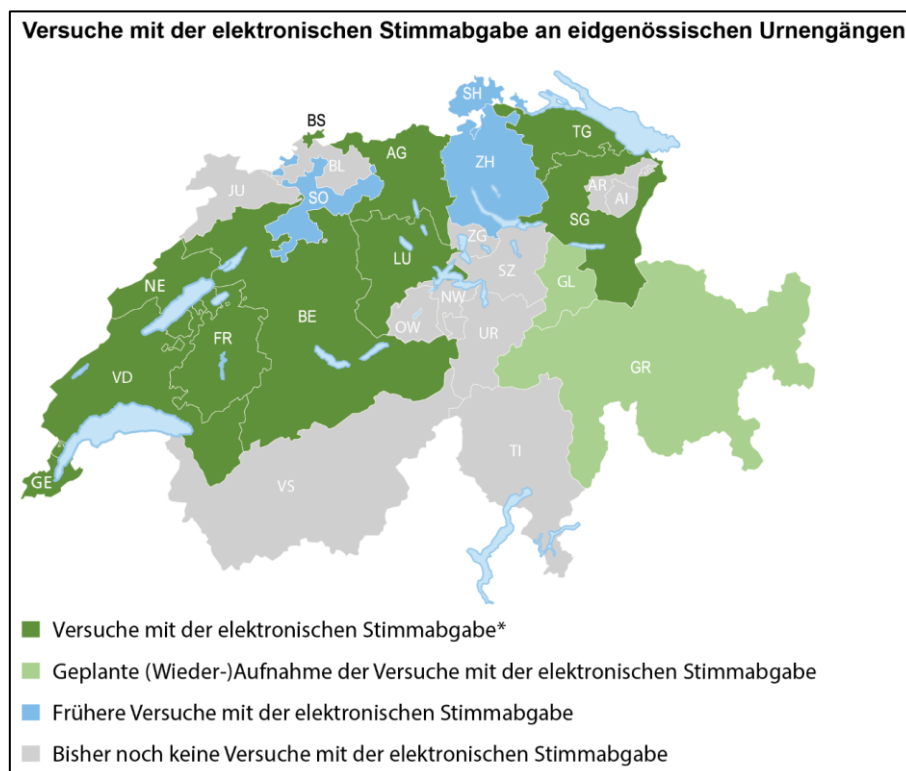 Versuche mit der elektronischen Stimmabgabe an eidgenössischen Urnengängen
SH
BS
TG
AG
BL
ZH
JU
SO
AR
AI
SG
ZG
LU
SZ
NE
GL
NW
BE
OW
FR
UR
GR
VD
TI
GE
VS
Versuche mit der elektronischen Stimmabgabe*
Geplante (Wieder-)Aufnahme der Versuche mit der elektronischen Stimmabgabe
Frühere Versuche mit der elektronischen Stimmabgabe
Bisher noch keine Versuche mit der elektronischen Stimmabgabe